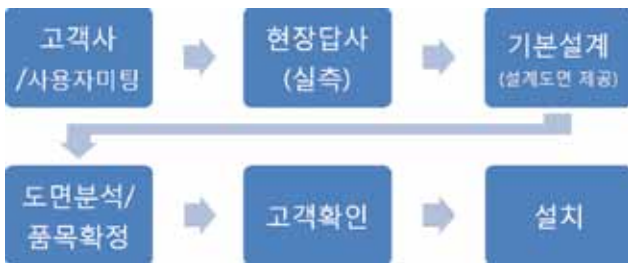 고객사
/사용자미팅
현장답사
(실측)
기본설계
(설계도면 제공)
도면분석/
품목확정
고객확인
설치